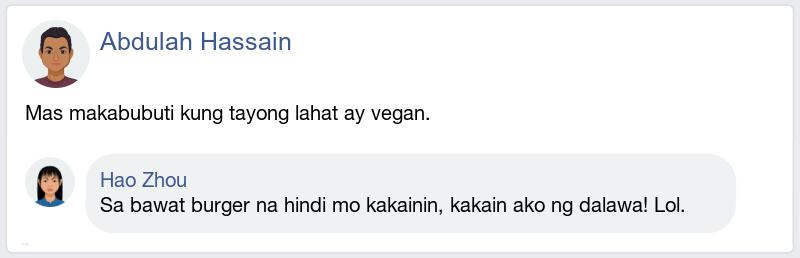 Abdulah Hassain
Mas makabubuti kung tayong lahat ay vegan.
Hao Zhou
Sa bawat burger na hindi mo kakainin, kakain ako ng dalawa! Lol.